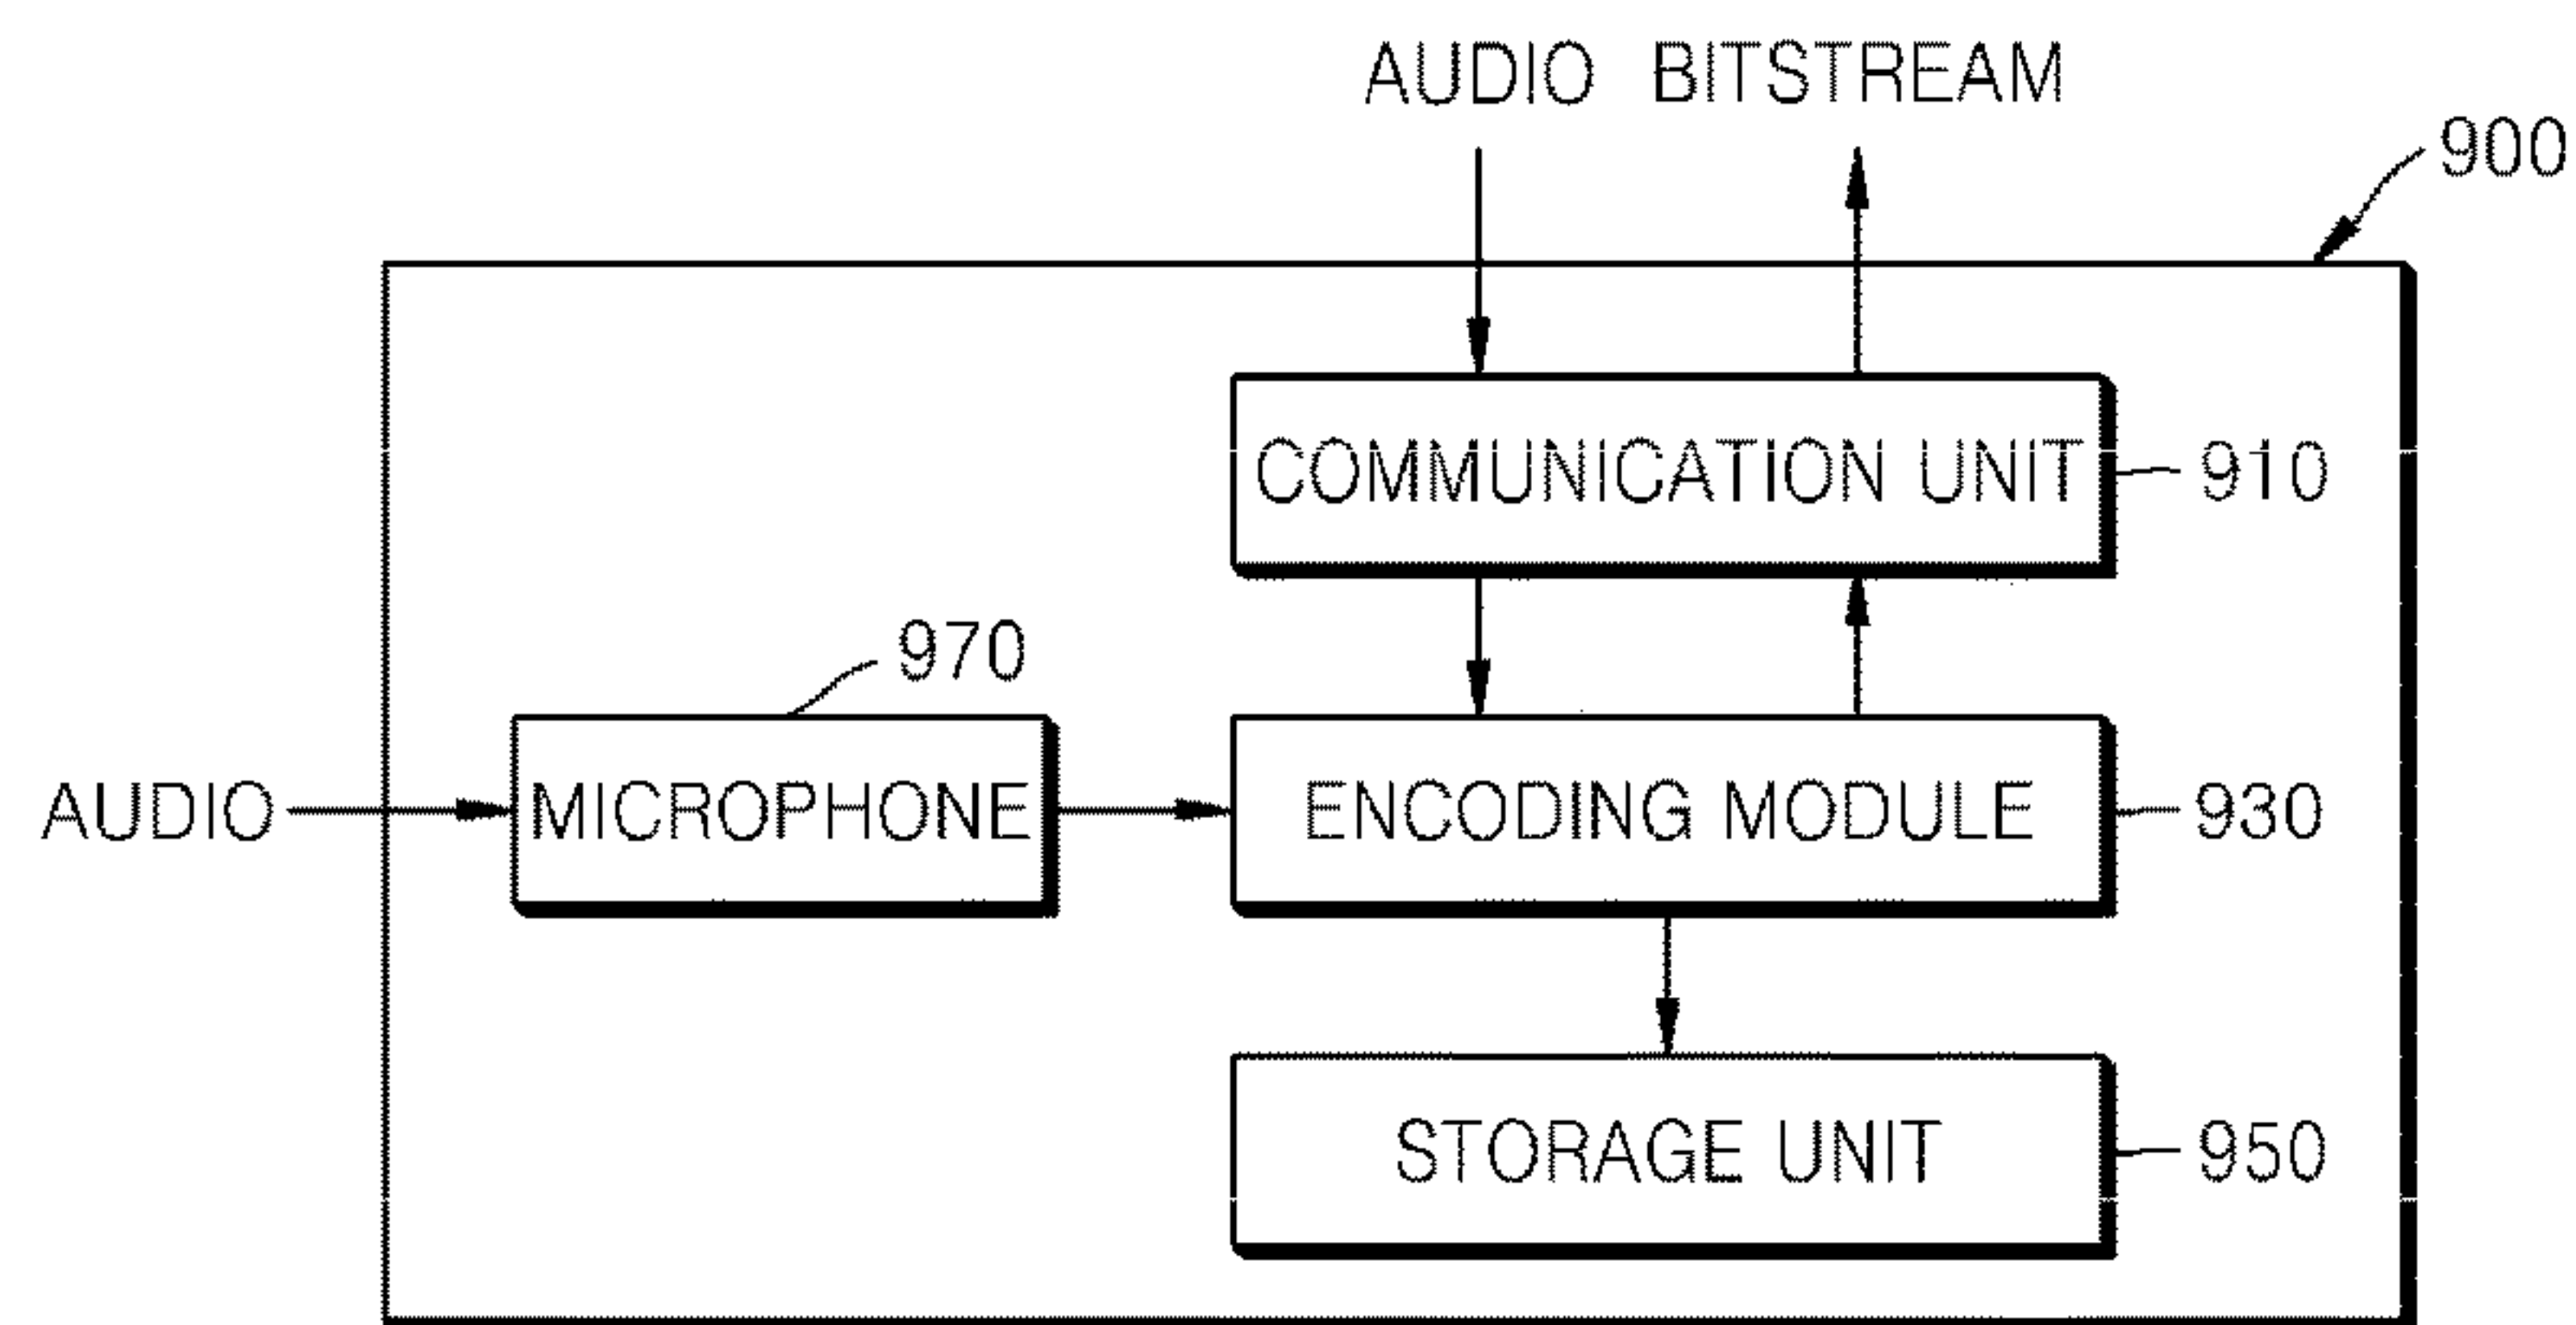 AUDIO BITSTREAM
900
COMMUNICATION UNIT
910
970
AUDIO
MICROPHONE
ENCODING MODULE
930
STORAGE UNIT
950